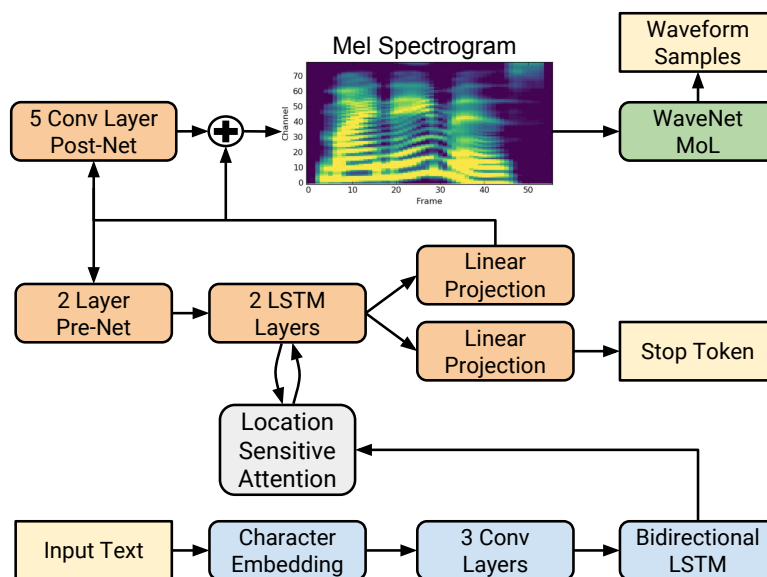 Waveform
Samples
Mel Spectrogram
5 Conv Layer
Post-Net
WaveNet
MoL
Channel
70
60
50
40
30
20
10
0
0 10 20 30 40 50
Frame
2 Layer
Pre-Net
2 LSTM
Layers
Linear
Projection
Linear
Projection
Stop Token
Location
Sensitive
Attention
Input Text
Character
Embedding
3 Conv
Layers
Bidirectional
LSTM